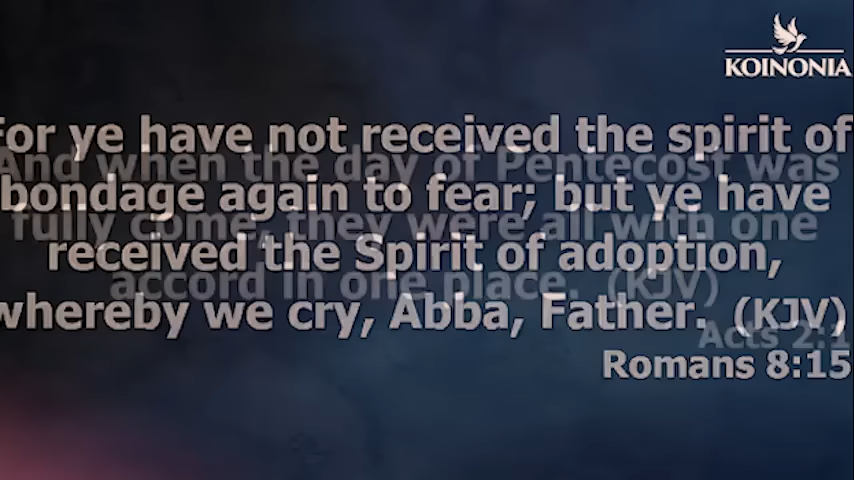 KOINONIA
For ye have not received the spirit of
And when the day of Pentecost was
bondage again to fear; but ye have
fully come, they were all with one
received the Spirit of adoption,
accord in one place. (KJV)
whereby we cry, Abba, Father. (KJV)
Acts 2:1
Romans 8:15